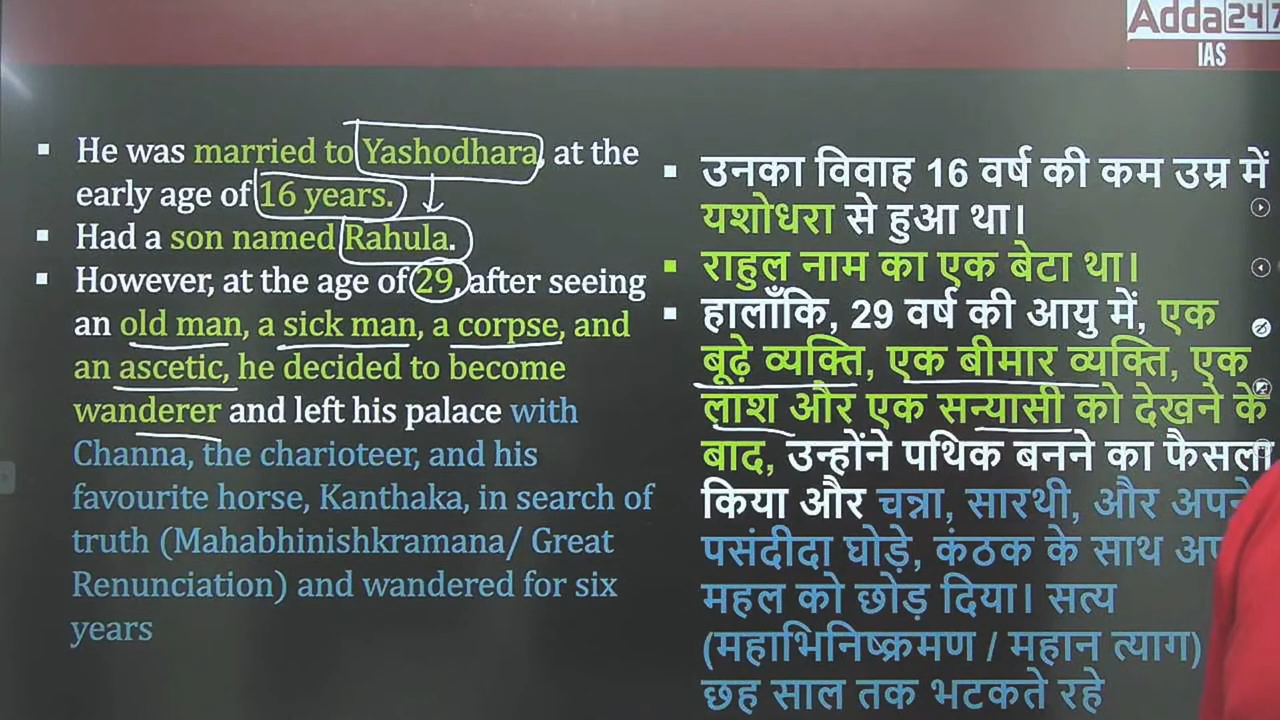 Adda247
IAS
▪ He was married to Yashodhara, at the
early age of 16 years.
▪ Had a son named Rahula.
▪ However, at the age of 29, after seeing
an old man, a sick man, a corpse, and
an ascetic, he decided to become
wanderer and left his palace with
Channa, the charioteer, and his
favourite horse, Kanthaka, in search of
truth (Mahabhinishkramana/ Great
Renunciation) and wandered for six
years
▪ उनका विवाह 16 वर्ष की कम उम्र में
यशोधरा से हुआ था।
▪ राहुल नाम का एक बेटा था।
▪ हालाँकि, 29 वर्ष की आयु में, एक
बूढ़े व्यक्ति, एक बीमार व्यक्ति, एक
लाश और एक सन्यासी को देखने के
बाद, उन्होंने पथिक बनने का फैसला
किया और चन्ना, सारथी, और अपने
पसंदीदा घोड़े, कंठक के साथ
महल को छोड़ दिया। सत्य
(महाभिनिष्क्रमण / महान त्याग)
छह साल तक भटकते रहे